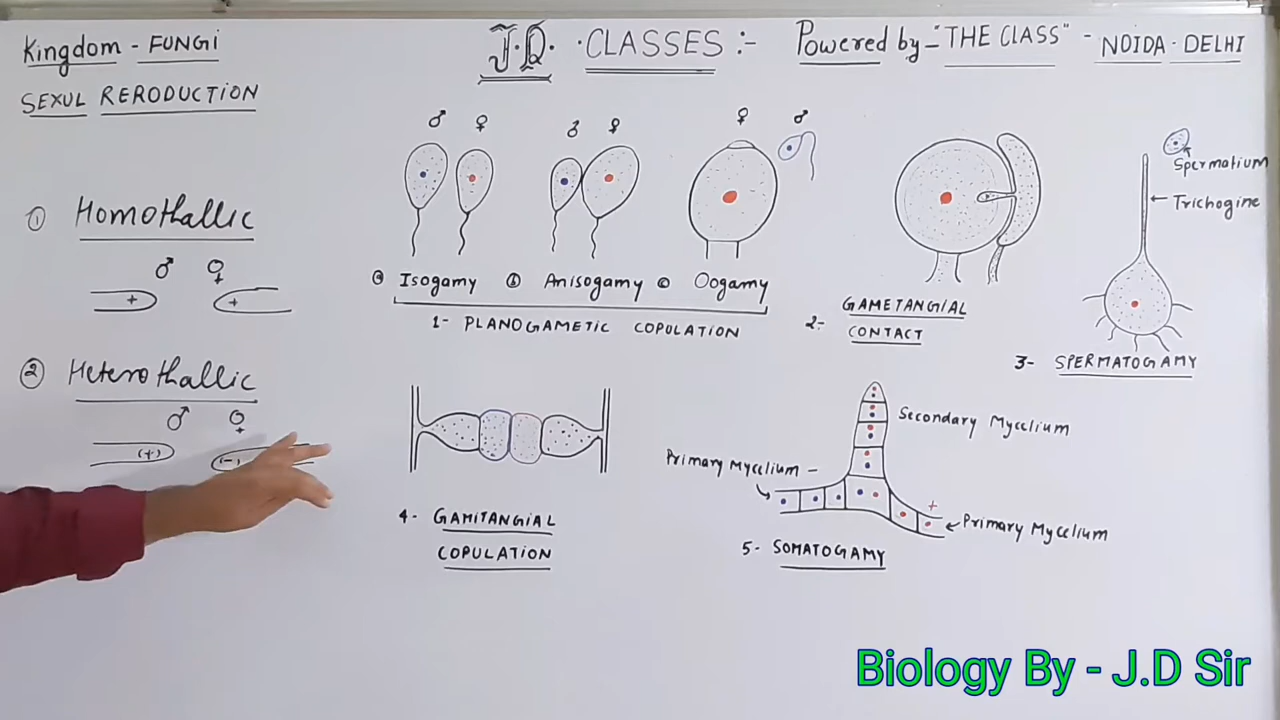 Kingdom - FUNGI
SEXUL RERODUCTION
J.D. CLASSES :- Powered by - "THE CLASS" - NOIDA · DELHI
① Homothallic
♂ ♀
+ +
② Heterothallic
♂ ♀
(+) (-)
♂ ♀ ♂ ♀ ♀ ♂
ⓐ Isogamy ⓑ Anisogamy ⓒ Oogamy
1- PLANOGAMETIC COPULATION
2- GAMETANGIAL
CONTACT
Spermatium
Trichogine
3- SPERMATOGAMY
4- GAMITANGIAL
COPULATION
Secondary Mycelium
Primary Mycelium -
+
Primary Mycelium
5- SOMATOGAMY
Biology By - J.D Sir